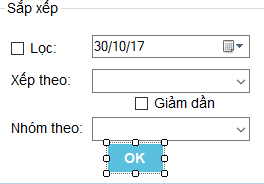 Sắp xếp
Lọc: 30/10/17
Xếp theo:
Giảm dần
Nhóm theo:
OK